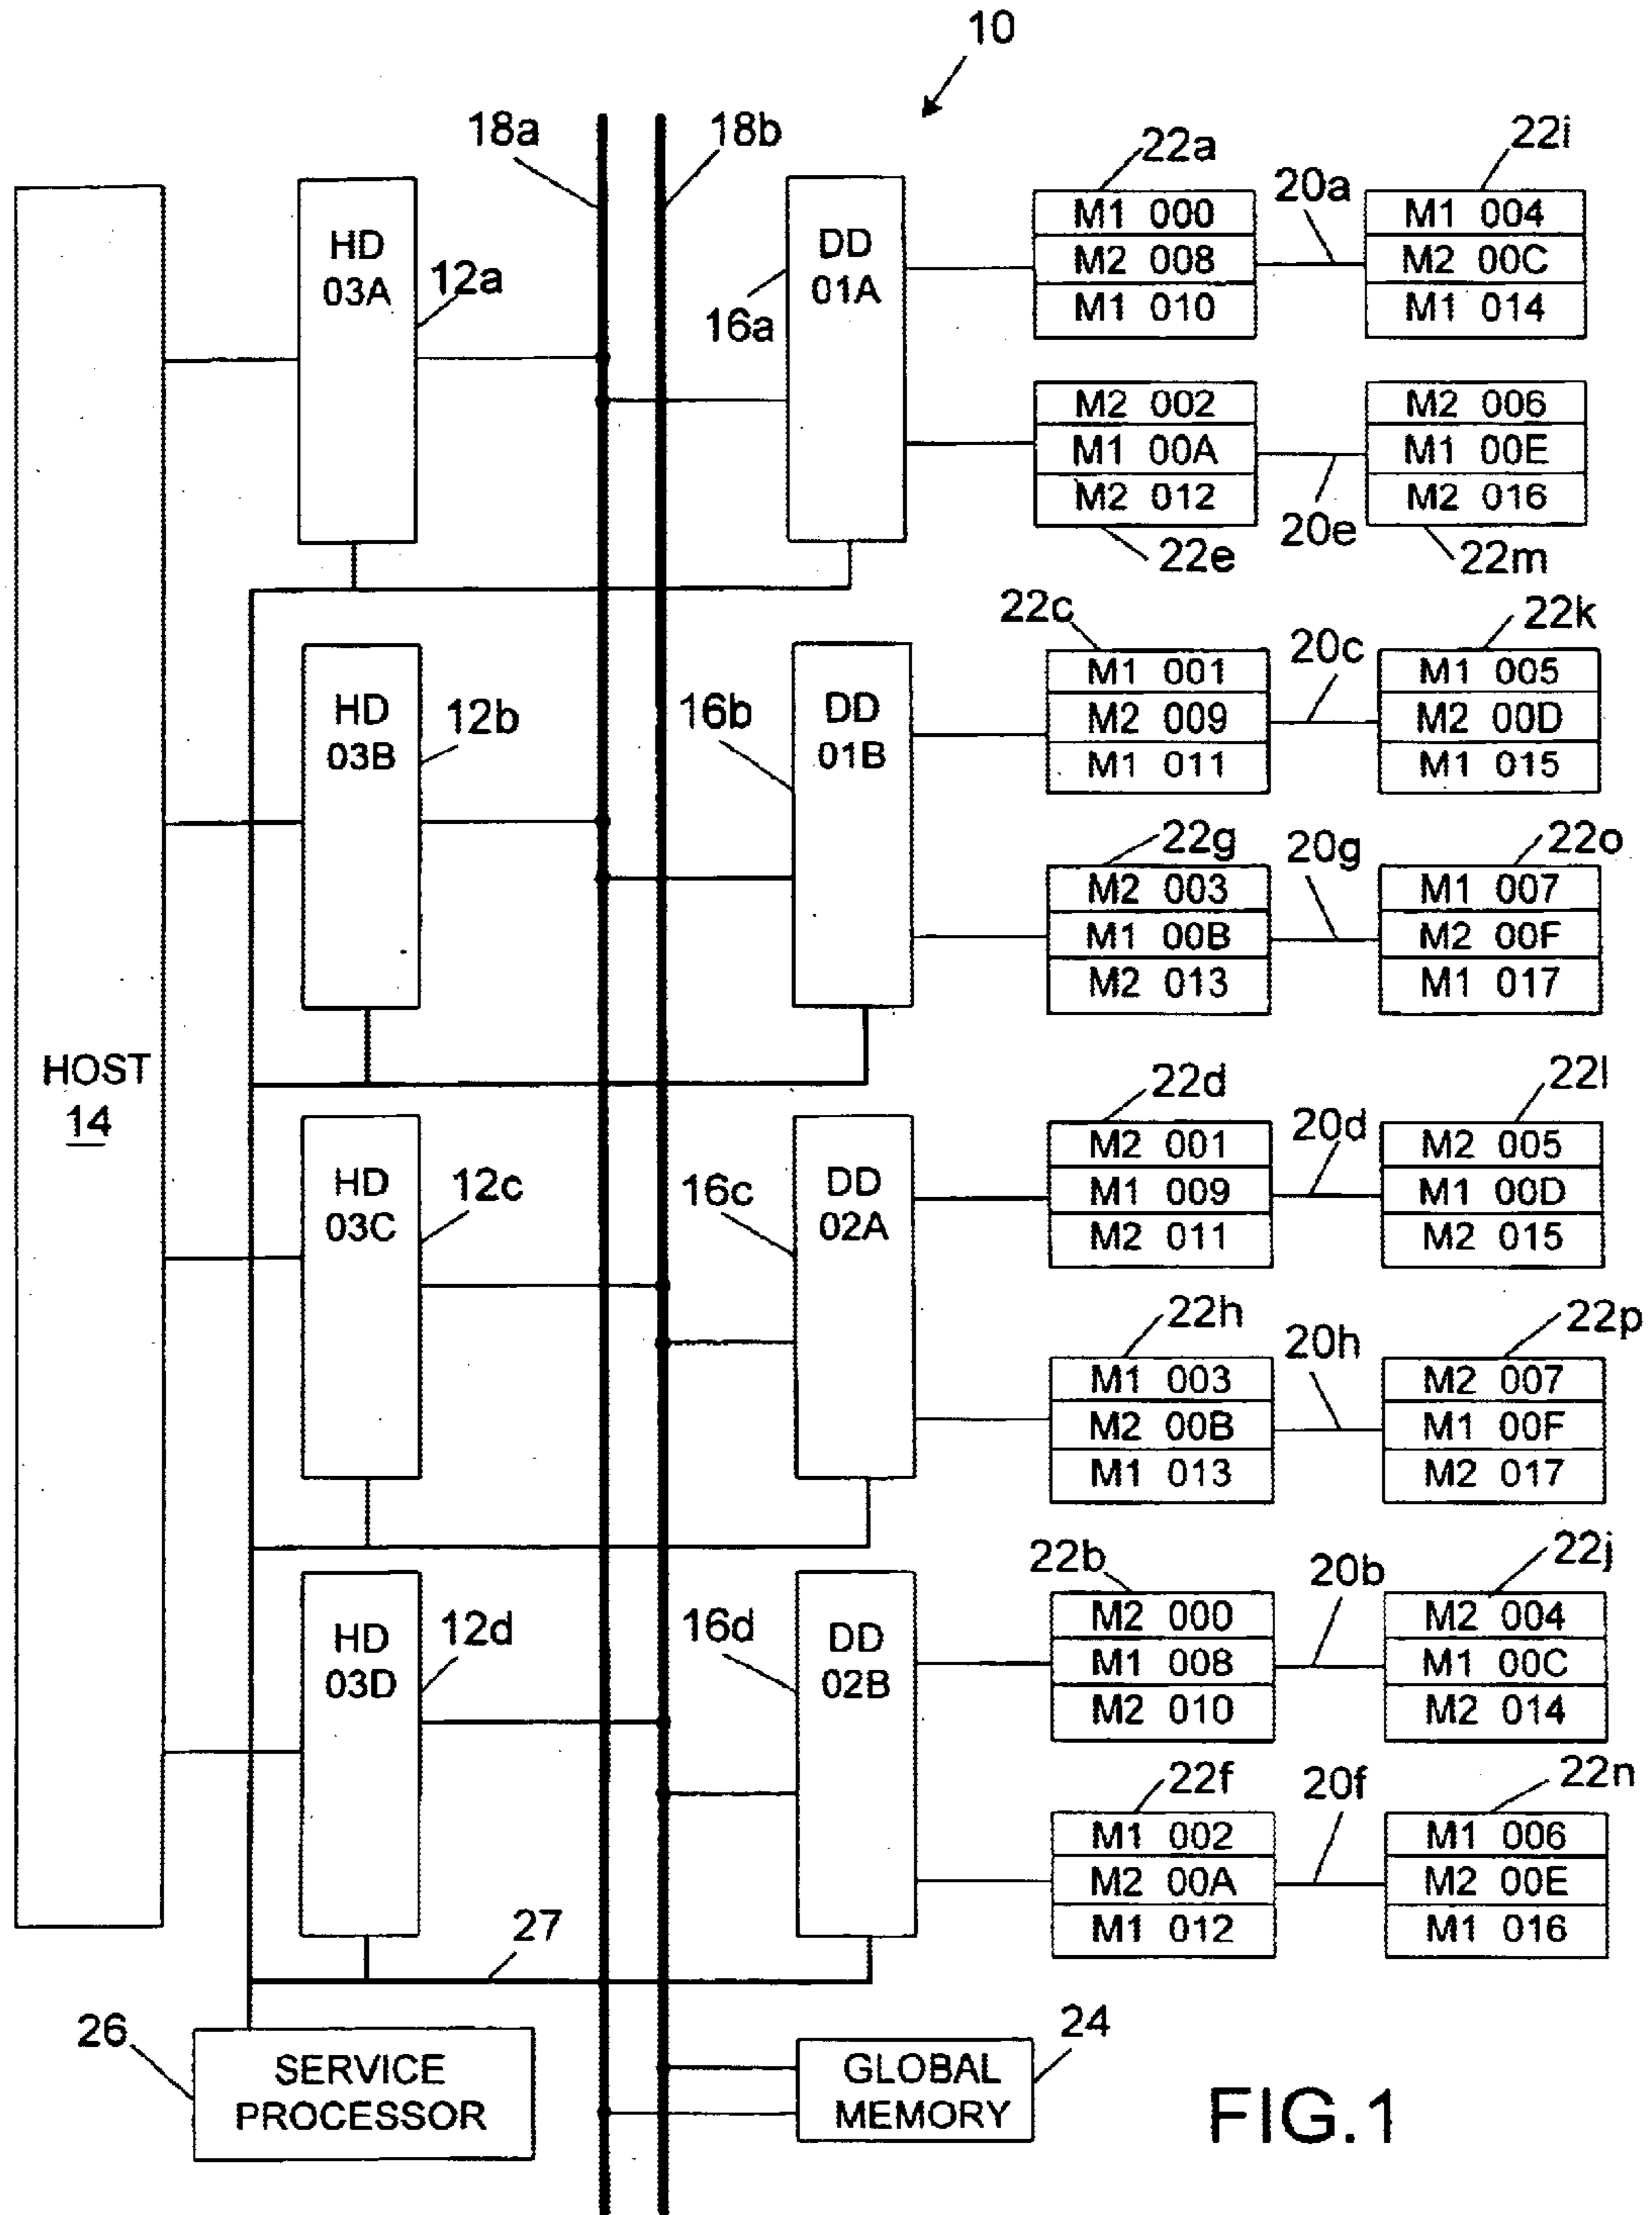 10
18a
18b
22a
22i
20a
HD
03A
12a
DD
01A
16a
M1 000
M2 008
M1 010
M1 004
M2 00C
M1 014
M2 002
M1 00A
M2 012
M2 006
M1 00E
M2 016
22e
20e
22m
22c
20c
22k
HD
03B
12b
16b
DD
01B
M1 001
M2 009
M1 011
M1 005
M2 00D
M1 015
22g
20g
22o
M2 003
M1 00B
M2 013
M1 007
M2 00F
M1 017
HOST
14
22d
20d
22l
HD
03C
12c
16c
DD
02A
M2 001
M1 009
M2 011
M2 005
M1 00D
M2 015
22h
20h
22p
M1 003
M2 00B
M1 013
M2 007
M1 00F
M2 017
22b
20b
22j
HD
03D
12d
16d
DD
02B
M2 000
M1 008
M2 010
M2 004
M1 00C
M2 014
22f
20f
22n
M1 002
M2 00A
M1 012
M1 006
M2 00E
M1 016
27
26
SERVICE
PROCESSOR
24
GLOBAL
MEMORY
FIG.1